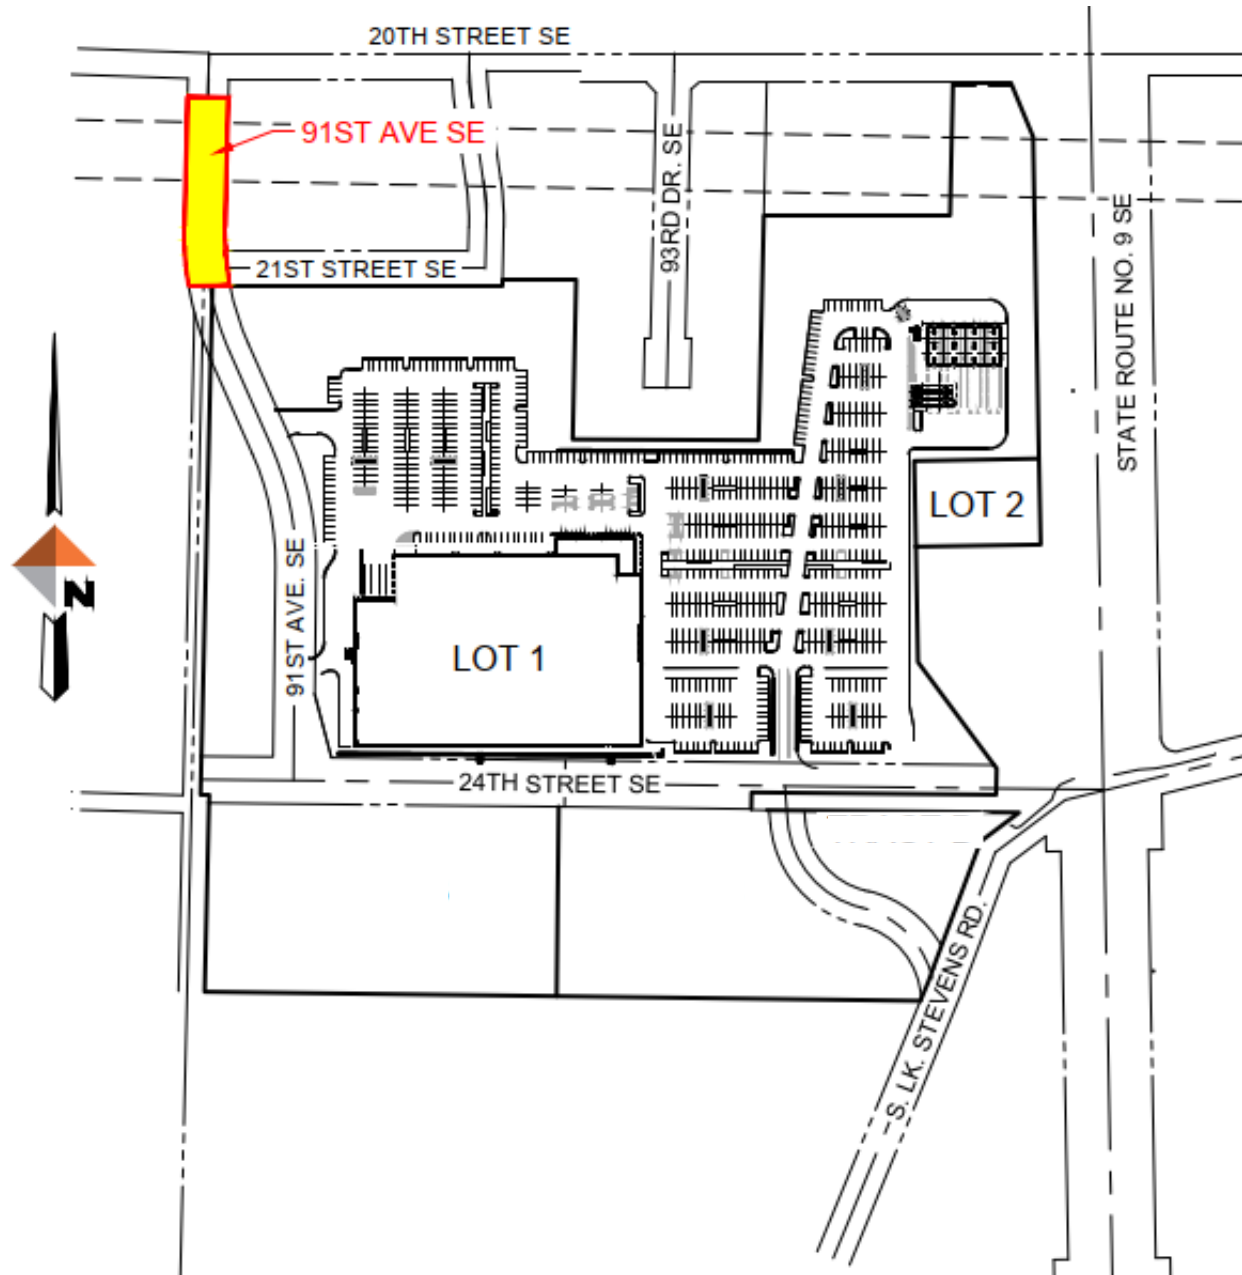 20TH STREET SE
91ST AVE SE
93RD DR. SE
STATE ROUTE NO. 9 SE
21ST STREET SE
LOT 2
N
91ST AVE. SE
LOT 1
24TH STREET SE
S. LK. STEVENS RD.